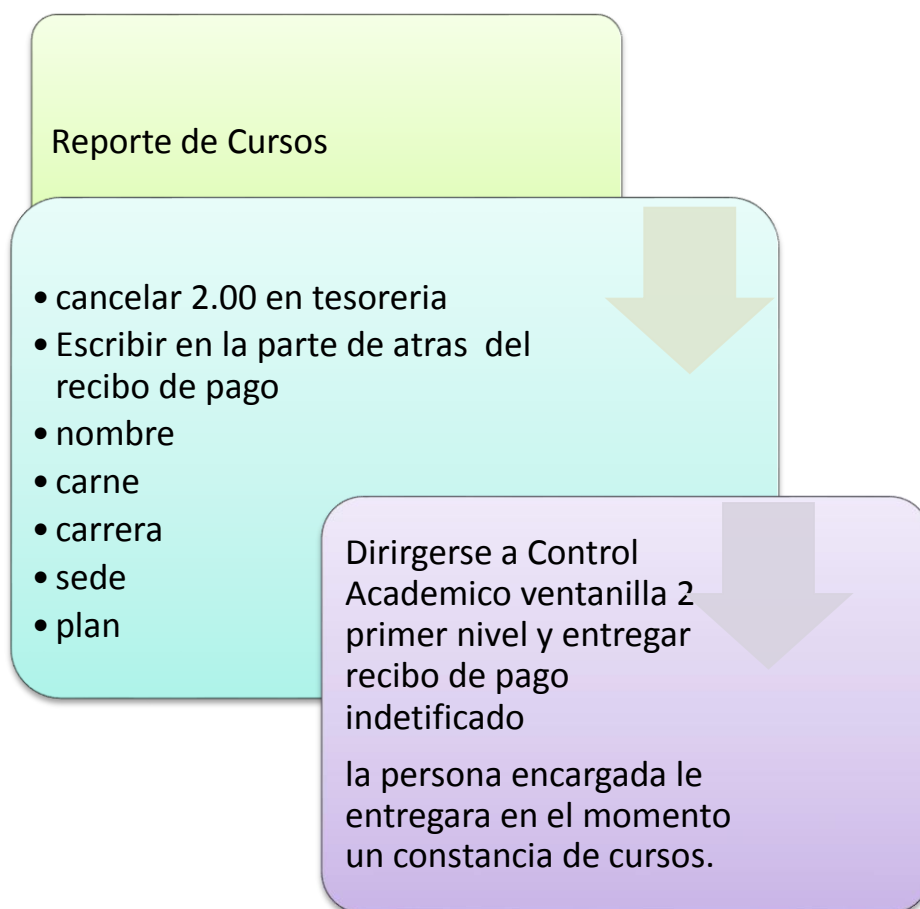 Reporte de Cursos
• cancelar 2.00 en tesoreria
• Escribir en la parte de atras del
recibo de pago
• nombre
• carne
• carrera
• sede
• plan
Dirirgerse a Control
Academico ventanilla 2
primer nivel y entregar
recibo de pago
indetificado
la persona encargada le
entregara en el momento
un constancia de cursos.